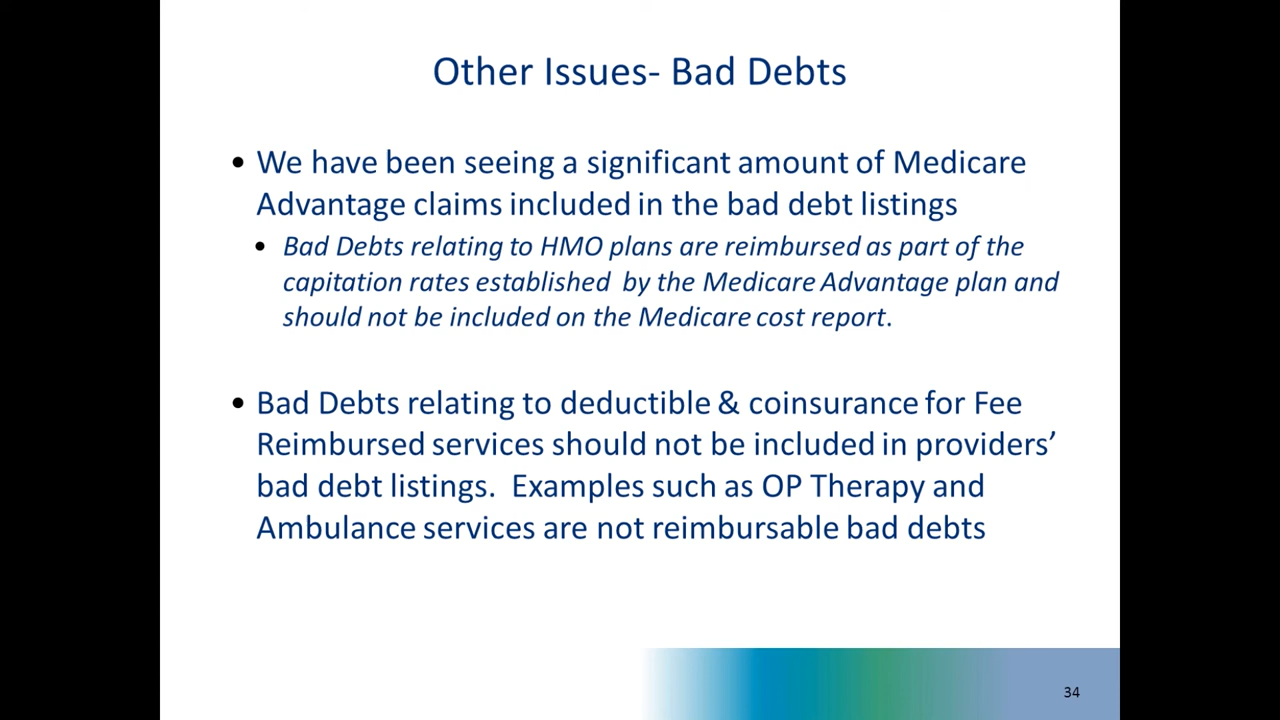 Other Issues- Bad Debts
• We have been seeing a significant amount of Medicare
Advantage claims included in the bad debt listings
• Bad Debts relating to HMO plans are reimbursed as part of the
capitation rates established  by the Medicare Advantage plan and
should not be included on the Medicare cost report.
• Bad Debts relating to deductible & coinsurance for Fee
Reimbursed services should not be included in providers’
bad debt listings.  Examples such as OP Therapy and
Ambulance services are not reimbursable bad debts
34